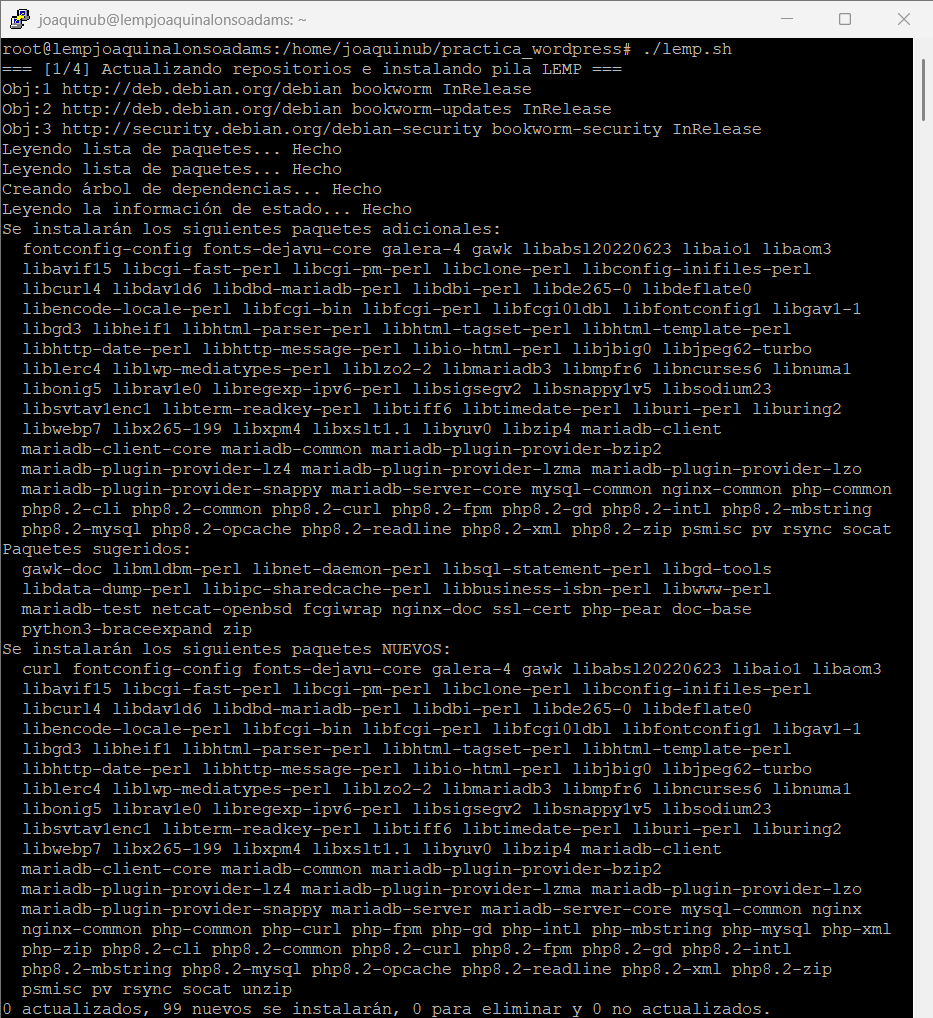 joaquinub@lempjoaquinalonsoadams: ~
root@lempjoaquinalonsoadams:/home/joaquinub/practica_wordpress# ./lemp.sh
=== [1/4] Actualizando repositorios e instalando pila LEMP ===
Obj:1 http://deb.debian.org/debian bookworm InRelease
Obj:2 http://deb.debian.org/debian bookworm-updates InRelease
Obj:3 http://security.debian.org/debian-security bookworm-security InRelease
Leyendo lista de paquetes... Hecho
Leyendo lista de paquetes... Hecho
Creando árbol de dependencias... Hecho
Leyendo la información de estado... Hecho
Se instalarán los siguientes paquetes adicionales:
  fontconfig-config fonts-dejavu-core galera-4 gawk libabsl20220623 libaio1 libaom3
  libavif15 libcgi-fast-perl libcgi-pm-perl libclone-perl libconfig-inifiles-perl
  libcurl4 libdav1d6 libdbd-mariadb-perl libdbi-perl libde265-0 libdeflate0
  libencode-locale-perl libfcgi-bin libfcgi-perl libfcgi0ldbl libfontconfig1 libgav1-1
  libgd3 libheif1 libhtml-parser-perl libhtml-tagset-perl libhtml-template-perl
  libhttp-date-perl libhttp-message-perl libio-html-perl libjbig0 libjpeg62-turbo
  liblerc4 liblwp-mediatypes-perl liblzo2-2 libmariadb3 libmpfr6 libncurses6 libnuma1
  libonig5 librav1e0 libregexp-ipv6-perl libsigsegv2 libsnappy1v5 libsodium23
  libsvtav1enc1 libterm-readkey-perl libtiff6 libtimedate-perl liburi-perl liburing2
  libwebp7 libx265-199 libxpm4 libxslt1.1 libyuv0 libzip4 mariadb-client
  mariadb-client-core mariadb-common mariadb-plugin-provider-bzip2
  mariadb-plugin-provider-lz4 mariadb-plugin-provider-lzma mariadb-plugin-provider-lzo
  mariadb-plugin-provider-snappy mariadb-server-core mysql-common nginx-common php-common
  php8.2-cli php8.2-common php8.2-curl php8.2-fpm php8.2-gd php8.2-intl php8.2-mbstring
  php8.2-mysql php8.2-opcache php8.2-readline php8.2-xml php8.2-zip psmisc pv rsync socat
Paquetes sugeridos:
  gawk-doc libmldbm-perl libnet-daemon-perl libsql-statement-perl libgd-tools
  libdata-dump-perl libipc-sharedcache-perl libbusiness-isbn-perl libwww-perl
  mariadb-test netcat-openbsd fcgiwrap nginx-doc ssl-cert php-pear doc-base
  python3-braceexpand zip
Se instalarán los siguientes paquetes NUEVOS:
  curl fontconfig-config fonts-dejavu-core galera-4 gawk libabsl20220623 libaio1 libaom3
  libavif15 libcgi-fast-perl libcgi-pm-perl libclone-perl libconfig-inifiles-perl
  libcurl4 libdav1d6 libdbd-mariadb-perl libdbi-perl libde265-0 libdeflate0
  libencode-locale-perl libfcgi-bin libfcgi-perl libfcgi0ldbl libfontconfig1 libgav1-1
  libgd3 libheif1 libhtml-parser-perl libhtml-tagset-perl libhtml-template-perl
  libhttp-date-perl libhttp-message-perl libio-html-perl libjbig0 libjpeg62-turbo
  liblerc4 liblwp-mediatypes-perl liblzo2-2 libmariadb3 libmpfr6 libncurses6 libnuma1
  libonig5 librav1e0 libregexp-ipv6-perl libsigsegv2 libsnappy1v5 libsodium23
  libsvtav1enc1 libterm-readkey-perl libtiff6 libtimedate-perl liburi-perl liburing2
  libwebp7 libx265-199 libxpm4 libxslt1.1 libyuv0 libzip4 mariadb-client
  mariadb-client-core mariadb-common mariadb-plugin-provider-bzip2
  mariadb-plugin-provider-lz4 mariadb-plugin-provider-lzma mariadb-plugin-provider-lzo
  mariadb-plugin-provider-snappy mariadb-server mariadb-server-core mysql-common nginx
  nginx-common php-common php-curl php-fpm php-gd php-intl php-mbstring php-mysql php-xml
  php-zip php8.2-cli php8.2-common php8.2-curl php8.2-fpm php8.2-gd php8.2-intl
  php8.2-mbstring php8.2-mysql php8.2-opcache php8.2-readline php8.2-xml php8.2-zip
  psmisc pv rsync socat unzip
0 actualizados, 99 nuevos se instalarán, 0 para eliminar y 0 no actualizados.